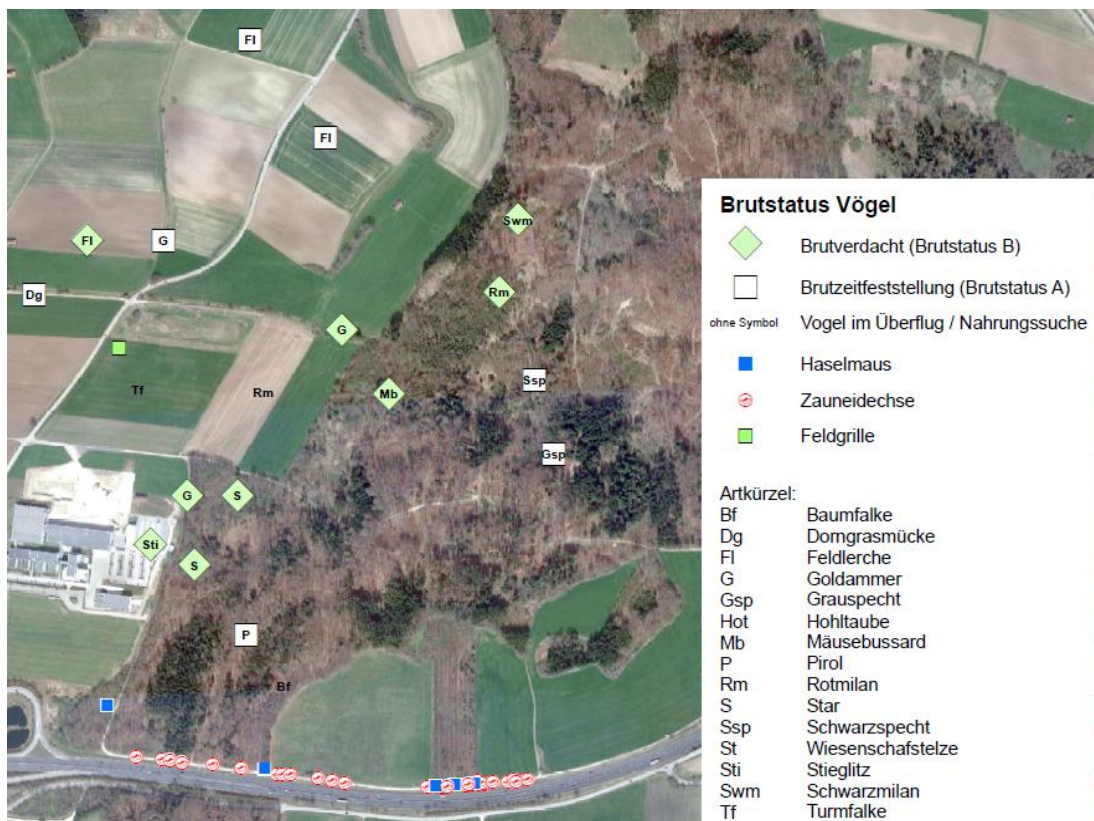 Fl
Fl
Fl
G
Dg
Swm
Rm
G
Tf
Rm
Mb
Ssp
Gsp
G
S
Sti
S
P
Bf
Brutstatus Vögel
Brutverdacht (Brutstatus B)
Brutzeitfeststellung (Brutstatus A)
ohne Symbol Vogel im Überflug / Nahrungssuche
Haselmaus
Zauneidechse
Feldgrille
Artkürzel:
Bf Baumfalke
Dg Dorngrasmücke
Fl Feldlerche
G Goldammer
Gsp Grauspecht
Hot Hohltaube
Mb Mäusebussard
P Pirol
Rm Rotmilan
S Star
Ssp Schwarzspecht
St Wiesenschafstelze
Sti Stieglitz
Swm Schwarzmilan
Tf Turmfalke